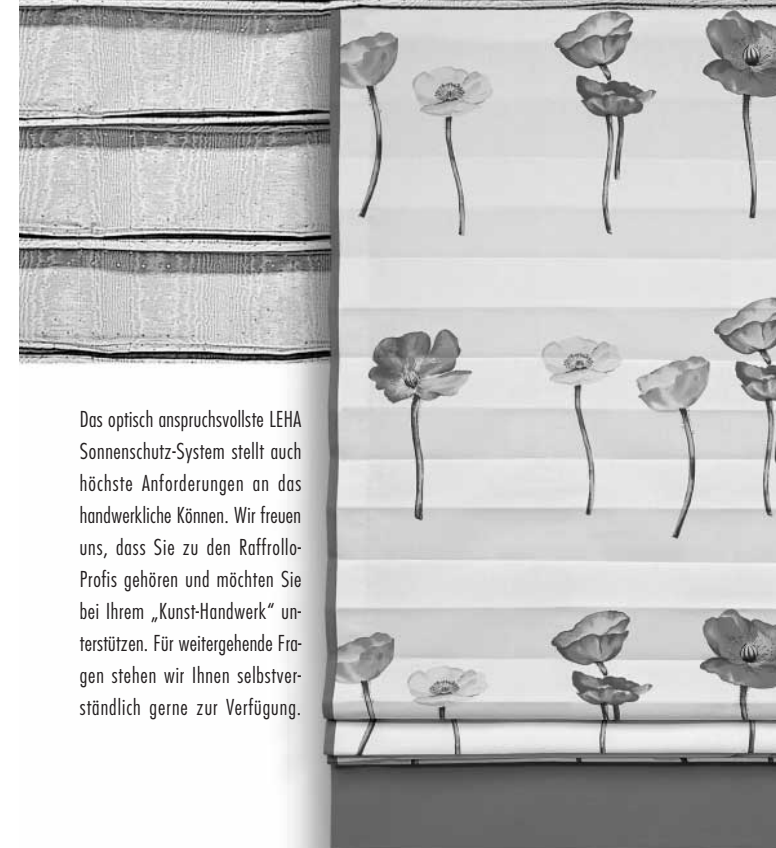 Das optisch anspruchsvollste LEHA
Sonnenschutz-System stellt auch
höchste Anforderungen an das
handwerkliche Können. Wir freuen
uns, dass Sie zu den Raffrollo-
Profis gehören und möchten Sie
bei Ihrem „Kunst-Handwerk“ un-
terstützen. Für weitergehende Fra-
gen stehen wir Ihnen selbstver-
ständlich gerne zur Verfügung.